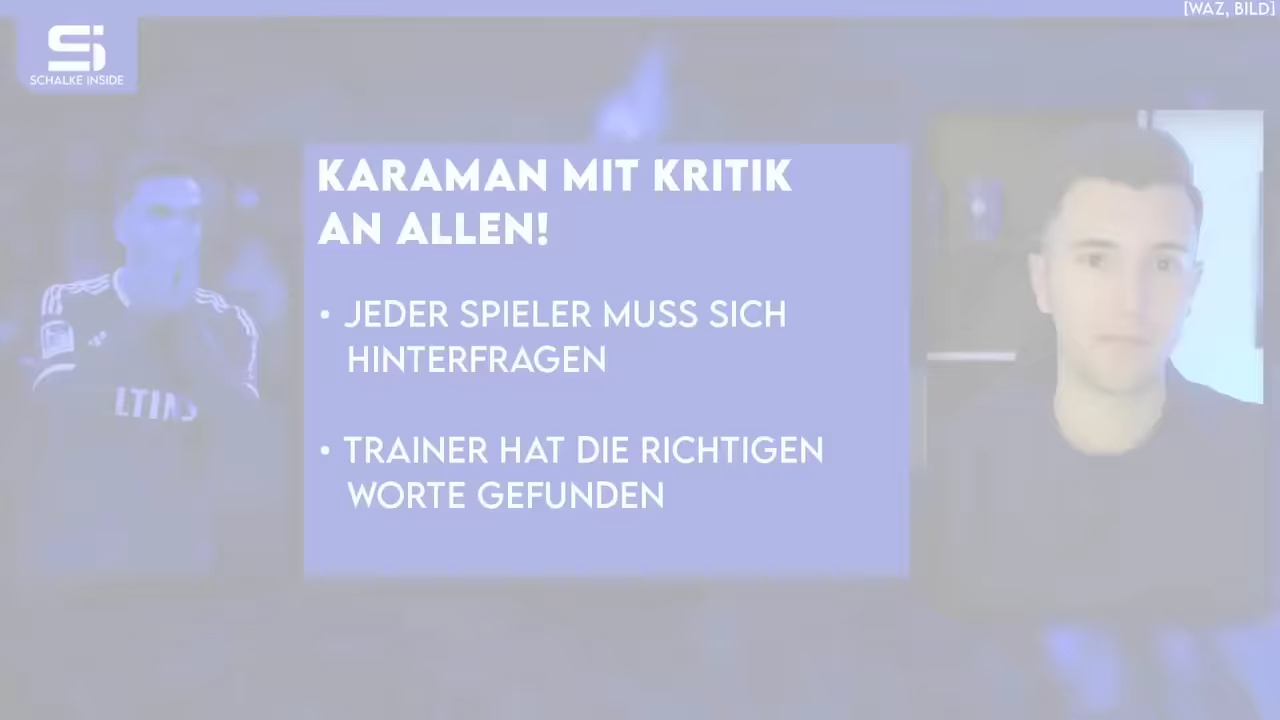 [WAZ, BILD]
SCHALKE INSIDE
KARAMAN MIT KRITIK
AN ALLEN!
• JEDER SPIELER MUSS SICH
HINTERFRAGEN
• TRAINER HAT DIE RICHTIGEN
WORTE GEFUNDEN
LTINS